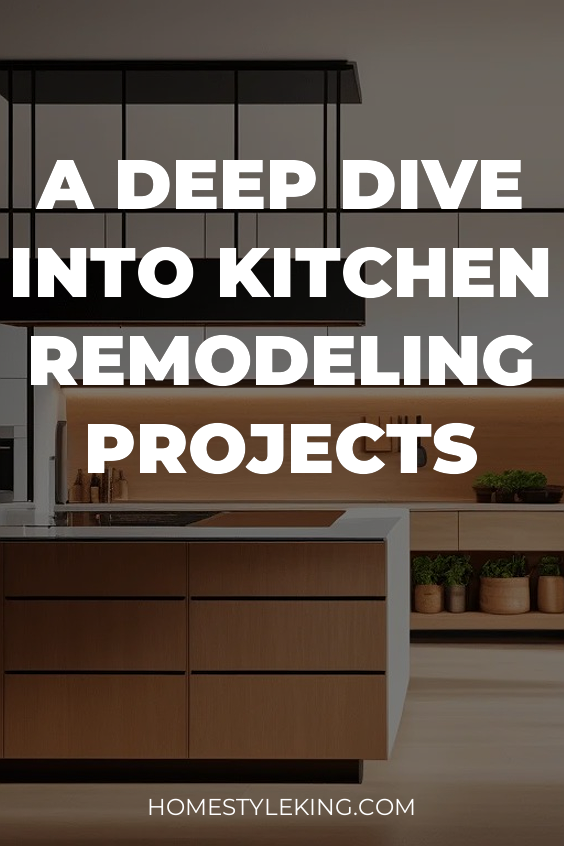 A DEEP DIVE
INTO KITCHEN
REMODELING
PROJECTS
HOMESTYLEKING.COM